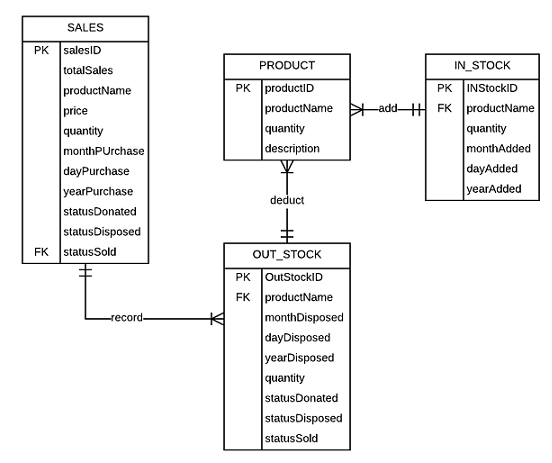 SALES
PK salesID
totalSales
productName
price
quantity
monthPUrchase
dayPurchase
yearPurchase
statusDonated
statusDisposed
FK statusSold
PRODUCT
PK productID
productName
quantity
description
add
IN_STOCK
PK INStockID
FK productName
quantity
monthAdded
dayAdded
yearAdded
deduct
record
OUT_STOCK
PK OutStockID
FK productName
monthDisposed
dayDisposed
yearDisposed
quantity
statusDonated
statusDisposed
statusSold